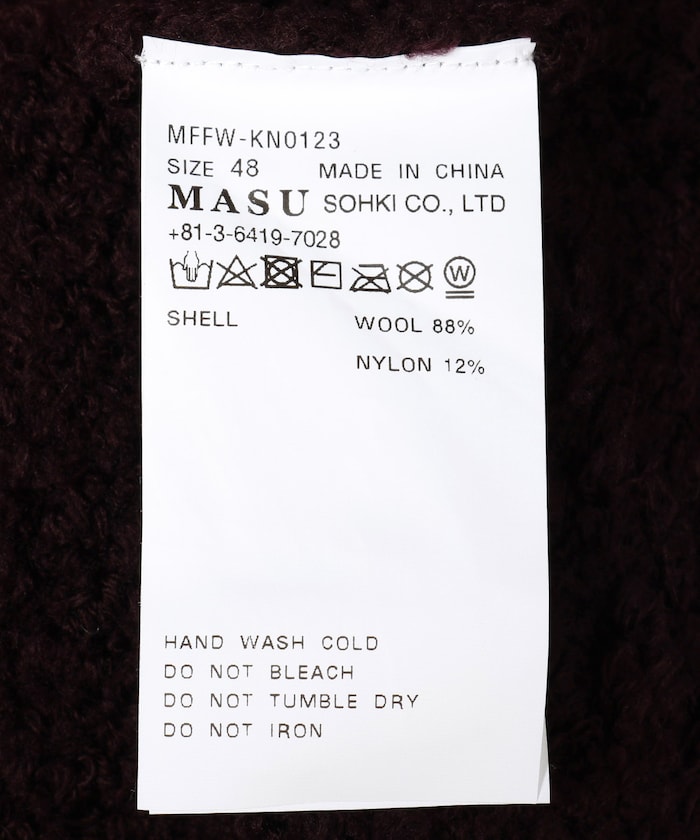 MFFW-KN0123
SIZE 48 MADE IN CHINA
MASU SOHKI CO., LTD
+81-3-6419-7028
W
SHELL WOOL 88%
NYLON 12%
HAND WASH COLD
DO NOT BLEACH
DO NOT TUMBLE DRY
DO NOT IRON